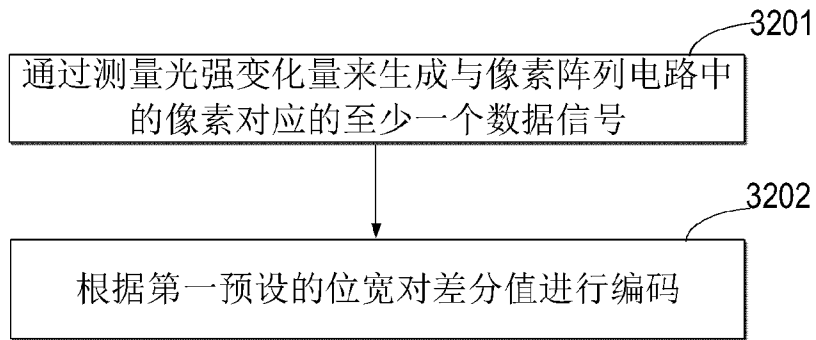 3201
通过测量光强变化量来生成与像素阵列电路中
的像素对应的至少一个数据信号
3202
根据第一预设的位宽对差分值进行编码